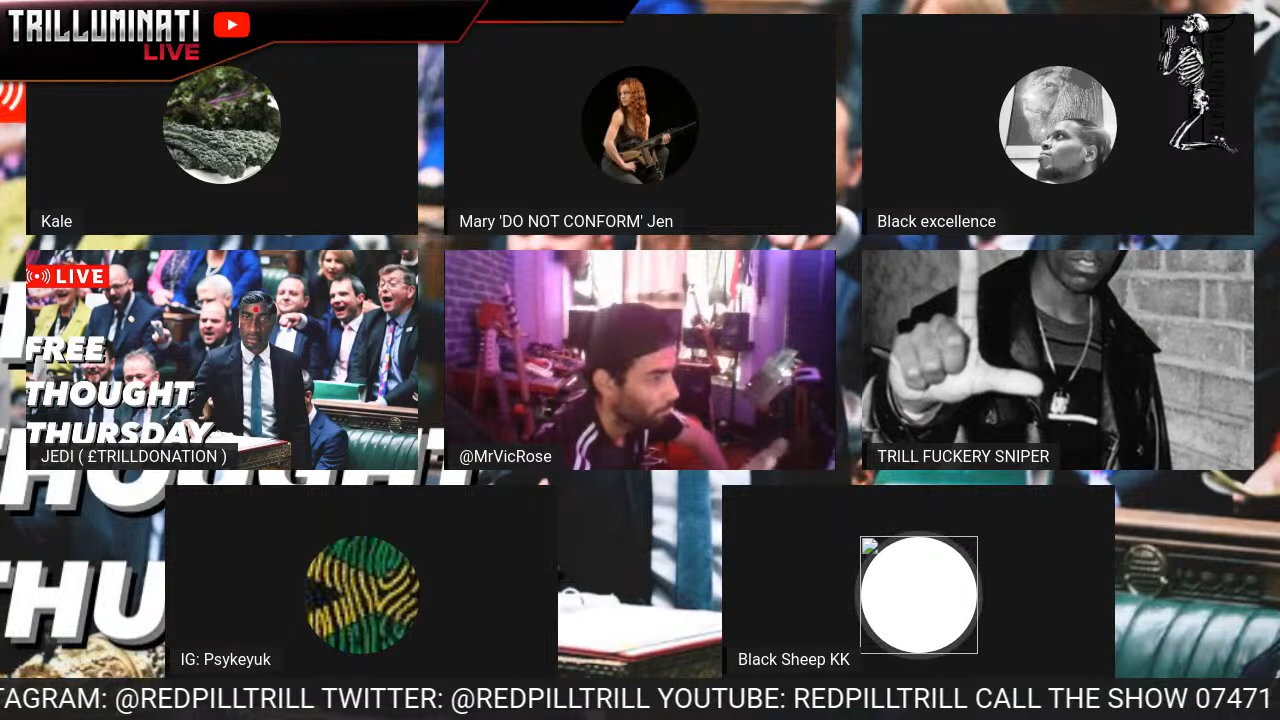 TRILLUMINATI
LIVE
Kale
Mary 'DO NOT CONFORM' Jen
Black excellence
LIVE
FREE
THOUGHT
THURSDAY
JEDI ( £TRILLDONATION )
@MrVicRose
TRILL FUCKERY SNIPER
IG: Psykeyuk
Black Sheep KK
TAGRAM: @REDPILLTRILL TWITTER: @REDPILLTRILL YOUTUBE: REDPILLTRILL CALL THE SHOW 07471